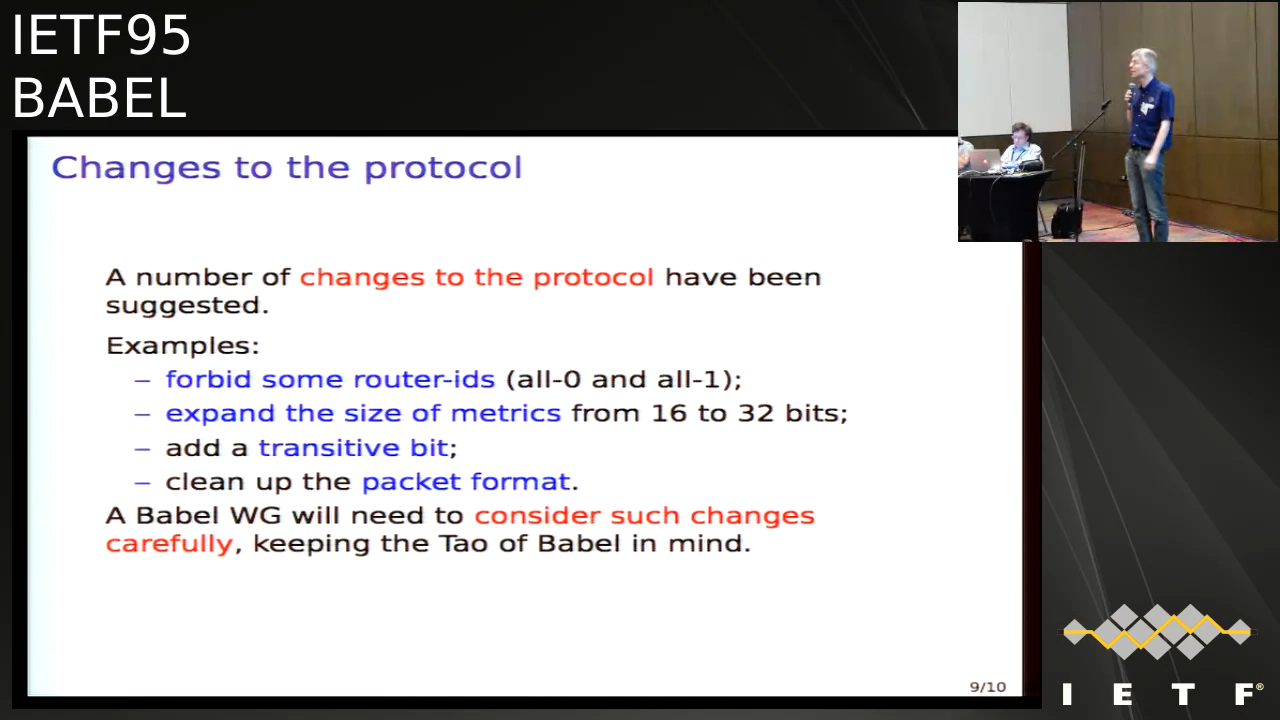 IETF95
BABEL
Changes to the protocol
A number of changes to the protocol have been
suggested.
Examples:
– forbid some router-ids (all-0 and all-1);
– expand the size of metrics from 16 to 32 bits;
– add a transitive bit;
– clean up the packet format.
A Babel WG will need to consider such changes
carefully, keeping the Tao of Babel in mind.
9/10
I E T F®